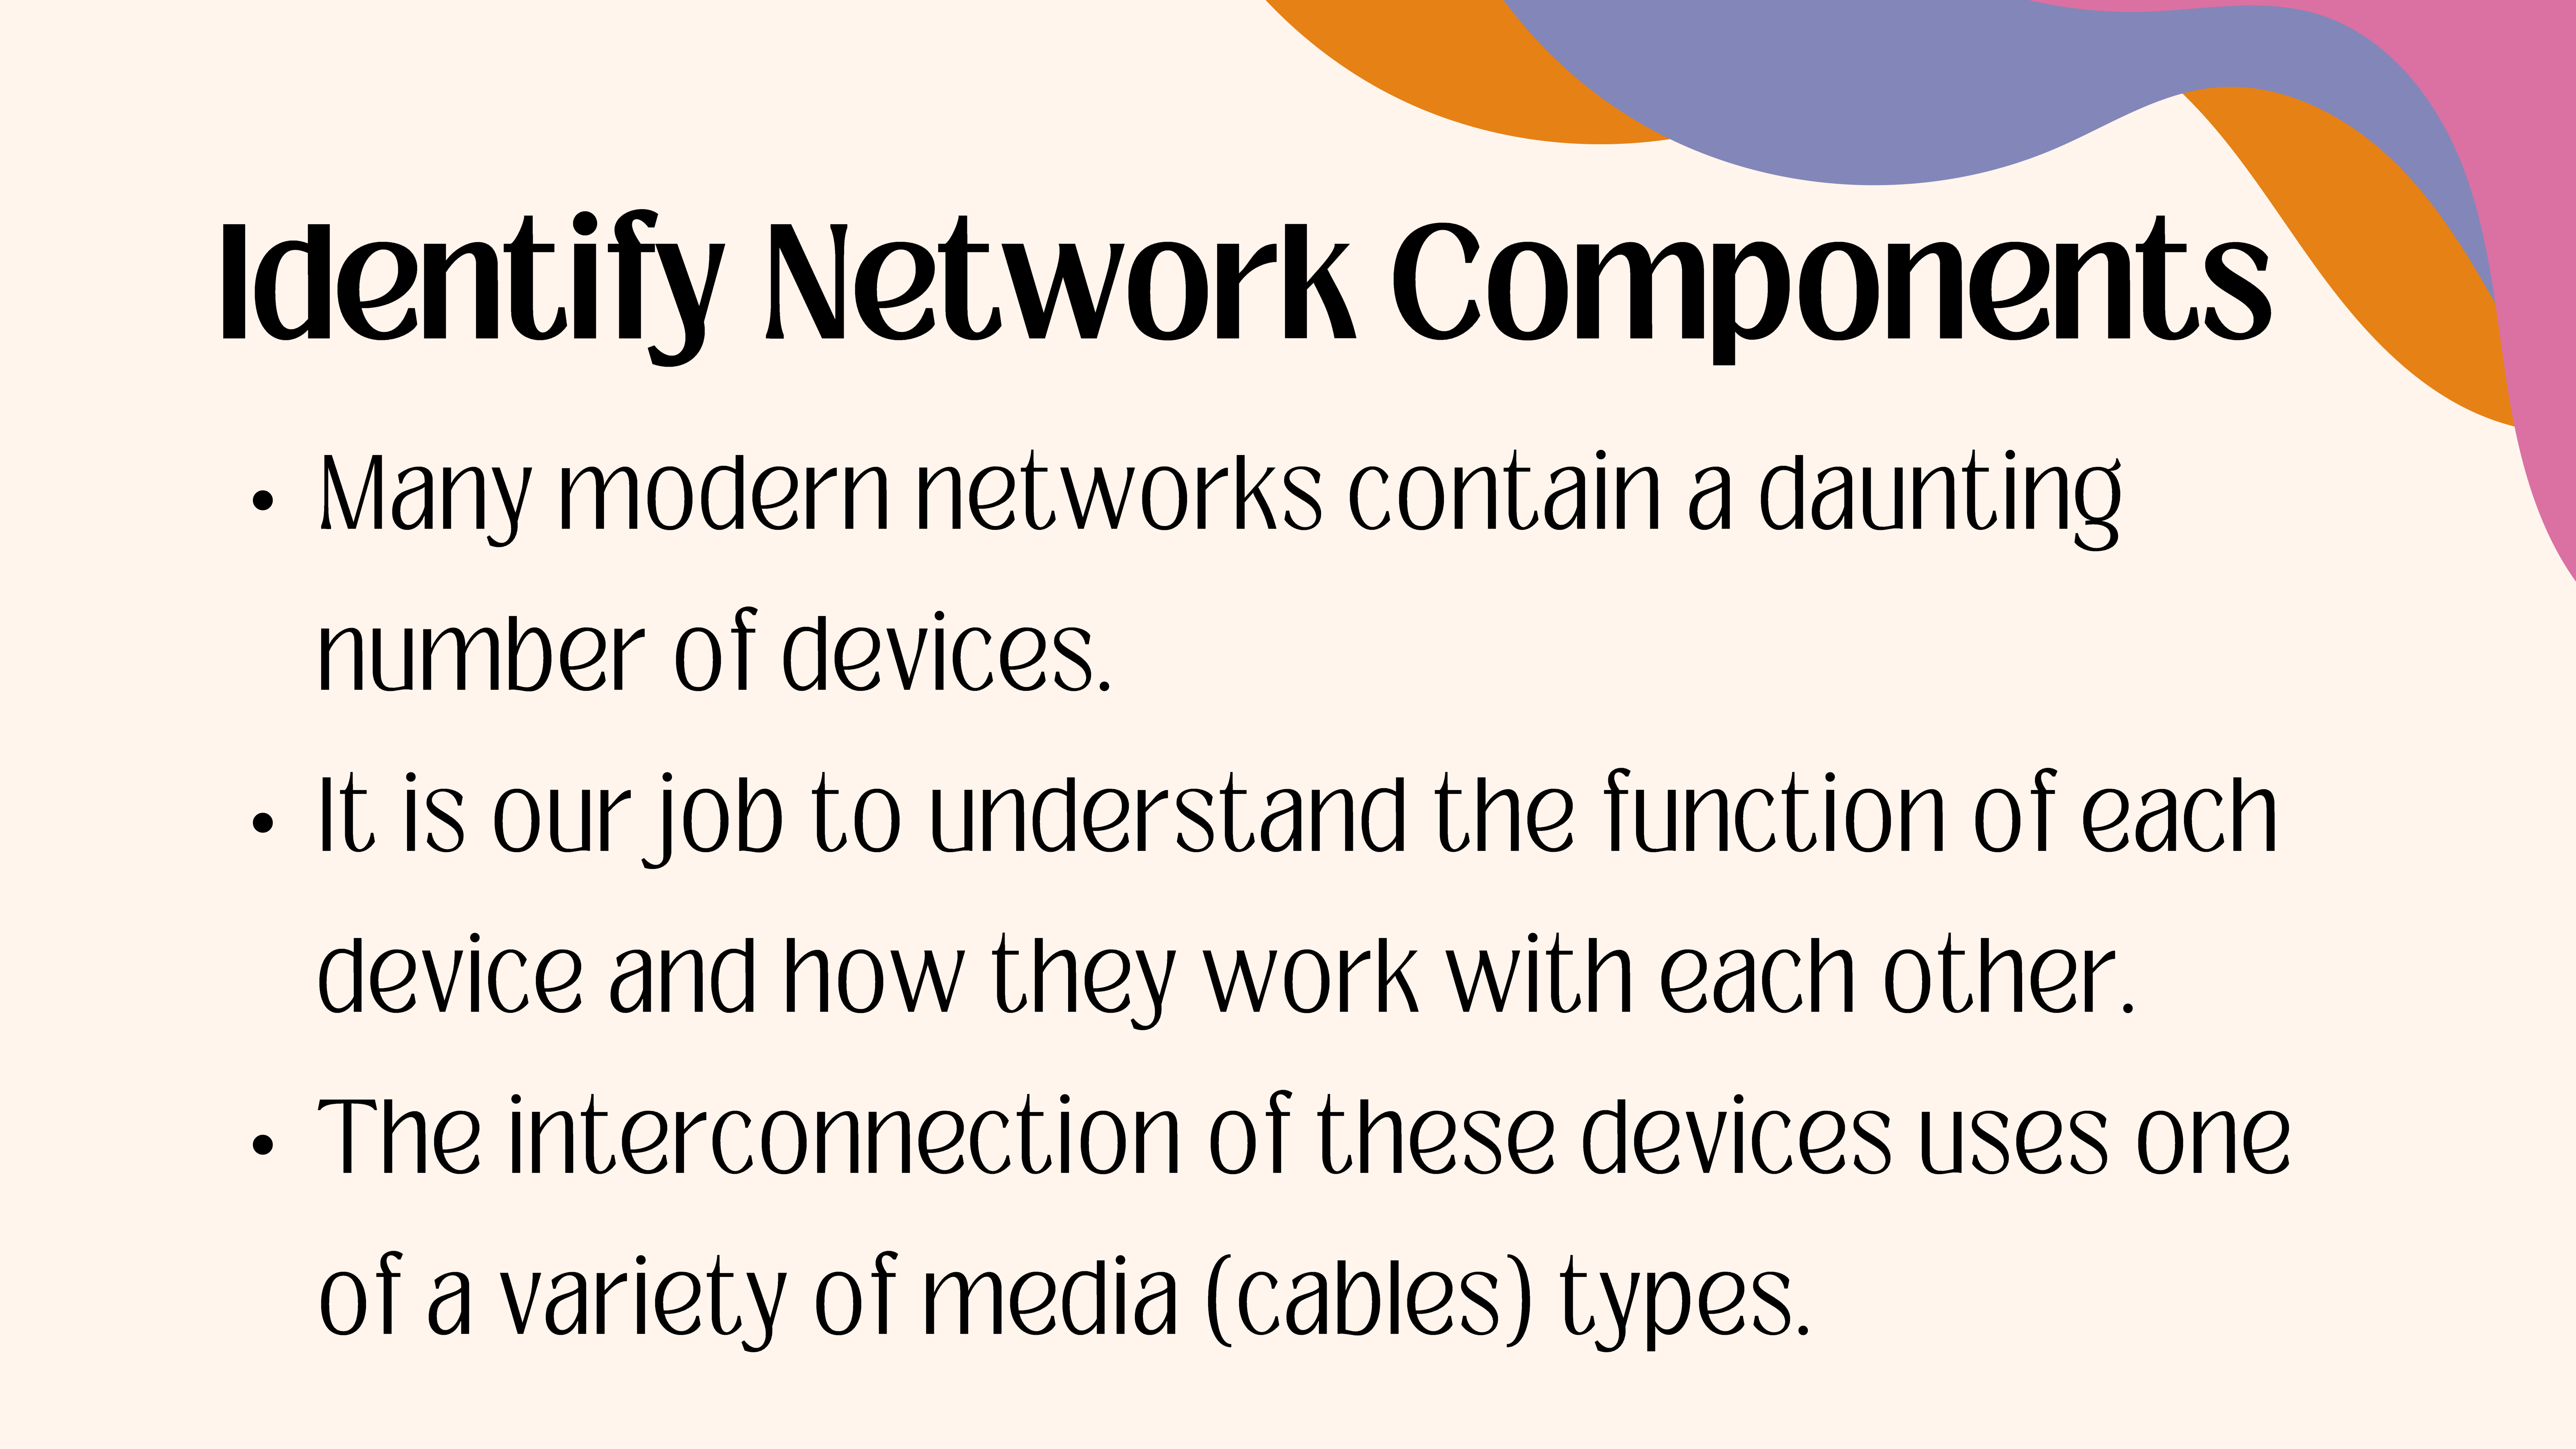 Identify Network Components
• Many modern networks contain a daunting
number of devices.
• It is our job to understand the function of each
device and how they work with each other.
• The interconnection of these devices uses one
of a variety of media (cables) types.